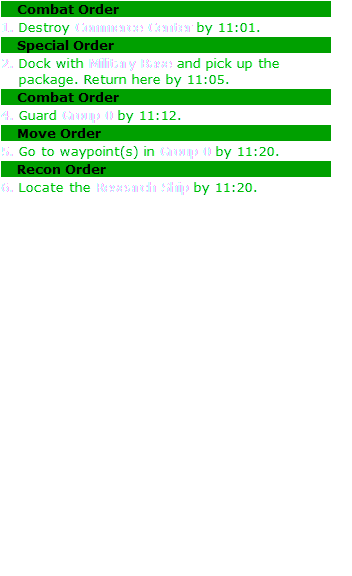 Combat Order
1. Destroy Commerce Center by 11:01.
Special Order
2. Dock with Military Base and pick up the
package. Return here by 11:05.
Combat Order
4. Guard Group D by 11:12.
Move Order
5. Go to waypoint(s) in Group D by 11:20.
Recon Order
6. Locate the Research Ship by 11:20.